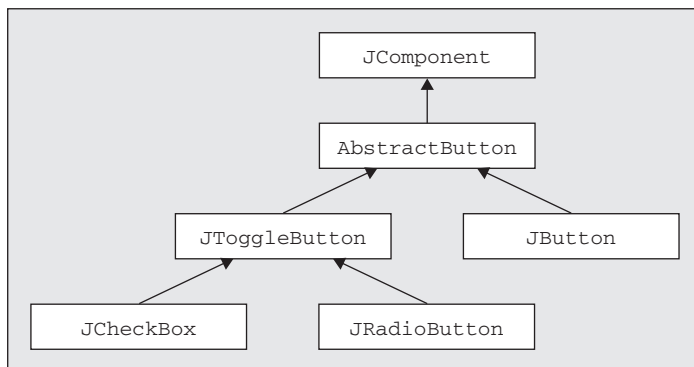 JComponent
AbstractButton
JToggleButton
JButton
JCheckBox
JRadioButton